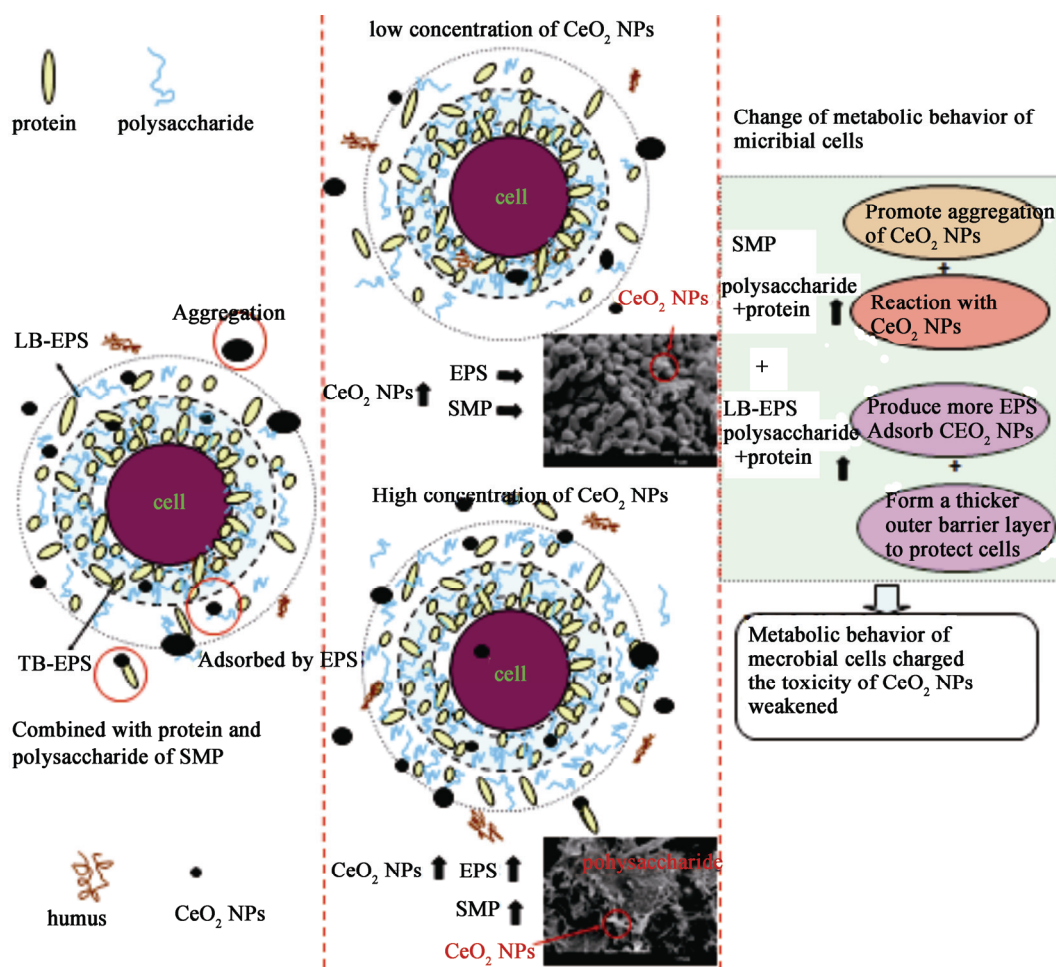 protein
polysaccharide
LB-EPS
Aggregation
cell
TB-EPS
Adsorbed by EPS
Combined with protein and
polysaccharide of SMP
humus
CeO₂ NPs
low concentration of CeO₂ NPs
cell
CeO₂ NPs
CeO₂ NPs
EPS
SMP
High concentration of CeO₂ NPs
cell
CeO₂ NPs
EPS
SMP
pohysaccharide
CeO₂ NPs
Change of metabolic behavior of
micribial cells
SMP
polysaccharide
+protein
+
LB-EPS
polysaccharide
+protein
Promote aggregation
of CeO₂ NPs
+
Reaction with
CeO₂ NPs
Produce more EPS
Adsorb CEO₂ NPs
+
Form a thicker
outer barrier layer
to protect cells
Metabolic behavior of
mecrobial cells charged
the toxicity of CeO₂ NPs
weakened